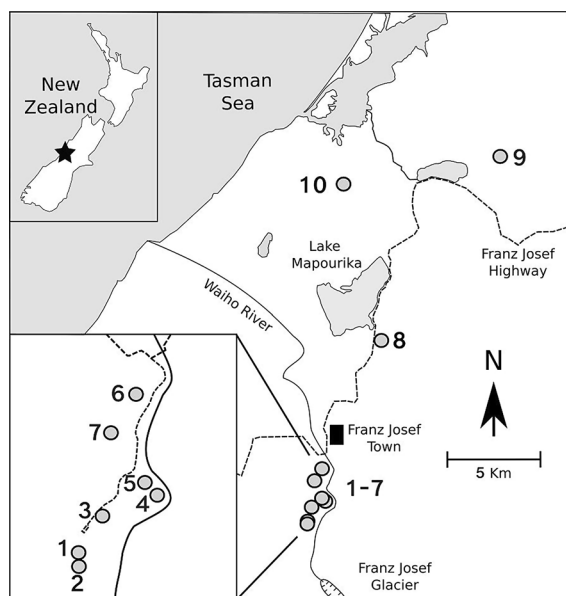 New
Zealand
Tasman
Sea
9
10
Lake
Mapourika
Franz Josef
Highway
Waiho River
8
N
6
7
Franz Josef
Town
5 Km
5
4
3
1-7
1
2
Franz Josef
Glacier